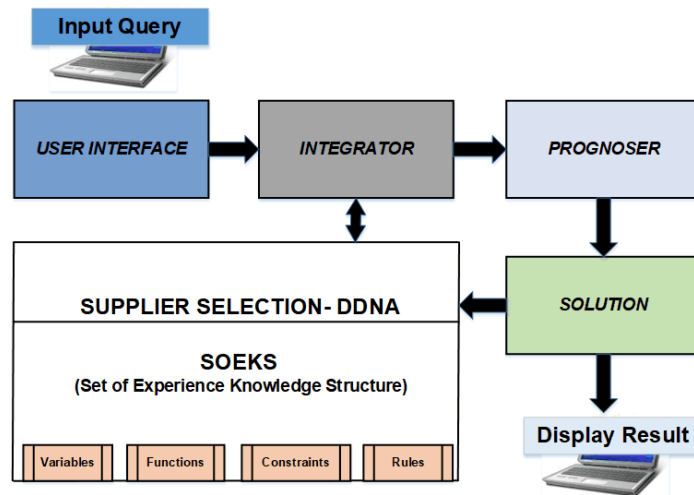 Input Query
USER INTERFACE
INTEGRATOR
PROGNOSER
SUPPLIER SELECTION- DDNA
SOLUTION
SOEKS
(Set of Experience Knowledge Structure)
Display Result
Variables
Functions
Constraints
Rules